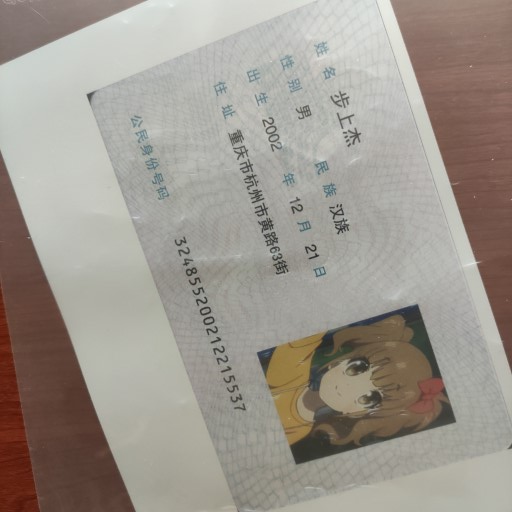 姓名 步上杰
性别 男 民族 汉族
出生 2002 年 12 月 21 日
住址 重庆市杭州市黄路63街
公民身份号码 324855200212215537